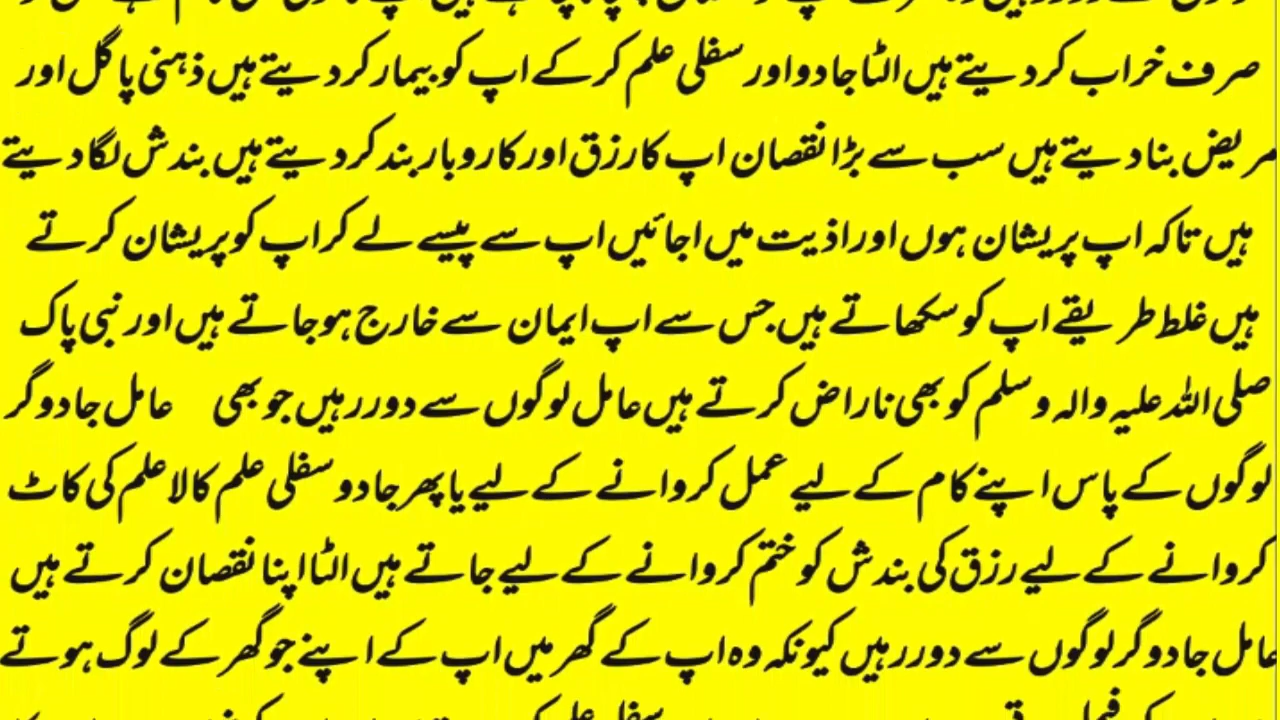 صرف خراب کر دیتے ہیں الٹا جادو اور سفلی علم کر کے اپ کو بیمار کر دیتے ہیں ذہنی پاگل اور
مریض بنا دیتے ہیں سب سے بڑا نقصان اپ کا رزق اور کاروبار بند کر دیتے ہیں بندش لگا دیتے
ہیں تاکہ اپ پریشان ہوں اور اذیت میں اجائیں اپ سے پیسے لے کر اپ کو پریشان کرتے
ہیں غلط طریقے اپ کو سکھاتے ہیں جس سے اپ ایمان سے خارج ہو جاتے ہیں اور نبی پاک
صلی اللہ علیہ والہ وسلم کو بھی ناراض کرتے ہیں عامل لوگوں سے دور رہیں جو بھی عامل جادوگر
لوگوں کے پاس اپنے کام کے لیے عمل کروانے کے لیے یا پھر جادو سفلی علم کالا علم کی کاٹ
کروانے کے لیے رزق کی بندش کو ختم کروانے کے لیے جاتے ہیں الٹا اپنا نقصان کرتے ہیں
عامل جادوگر لوگوں سے دور رہیں کیونکہ وہ اپ کے گھر میں اپ کے اپنے جو گھر کے لوگ ہوتے